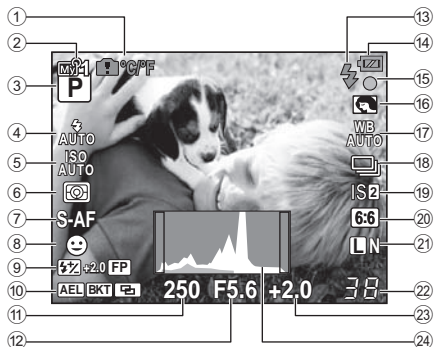 ① ⑬
② ⑭
My1 °C/°F
③ P ⑮
⑯
④ AUTO WB AUTO ⑰
⑤ ISO AUTO ⑱
⑥ IS2 ⑲
⑦ S-AF 6:6 ⑳
⑧ L N ㉑
⑨ +2.0 FP
⑩ AEL BKT 250 F5.6 +2.0 38 ㉒
⑪ ㉓
⑫ ㉔